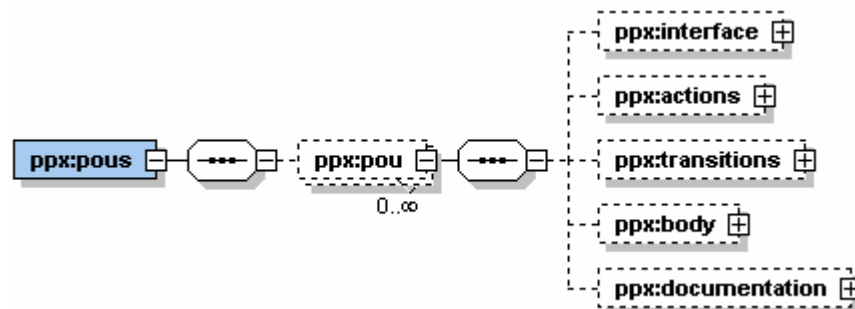 ppx:interface
ppx:actions
ppx:pous
ppx:pou
ppx:transitions
0..∞
ppx:body
ppx:documentation